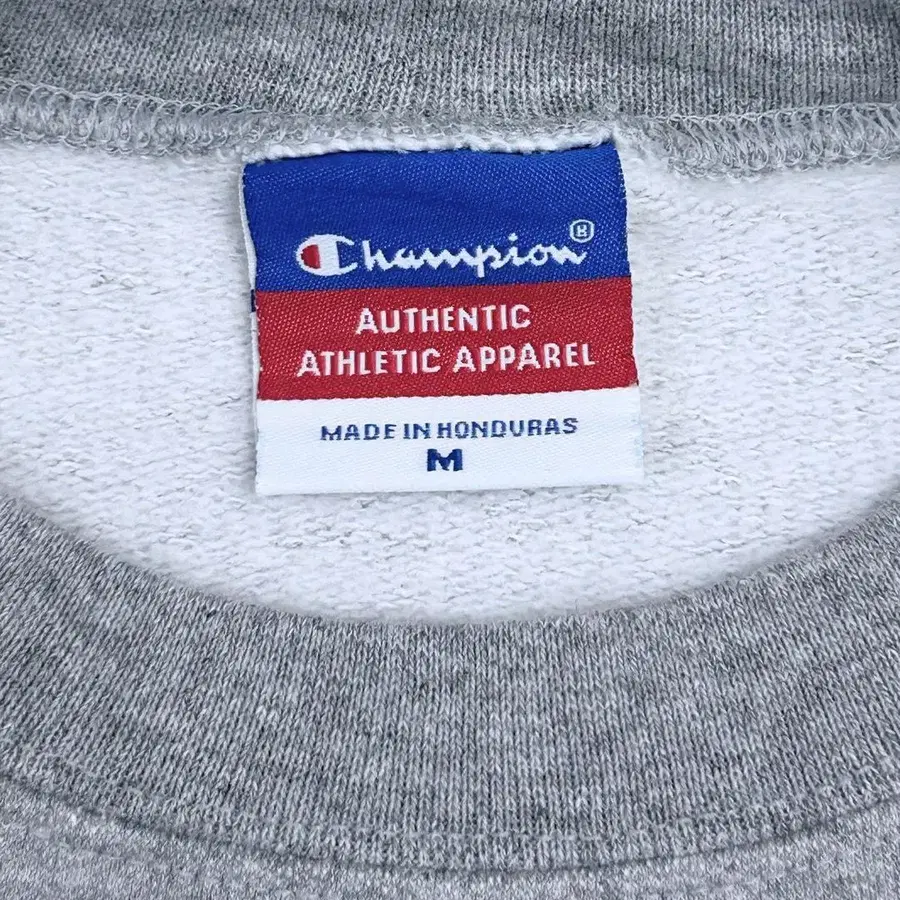 Champion®
AUTHENTIC
ATHLETIC APPAREL
MADE IN HONDURAS
M